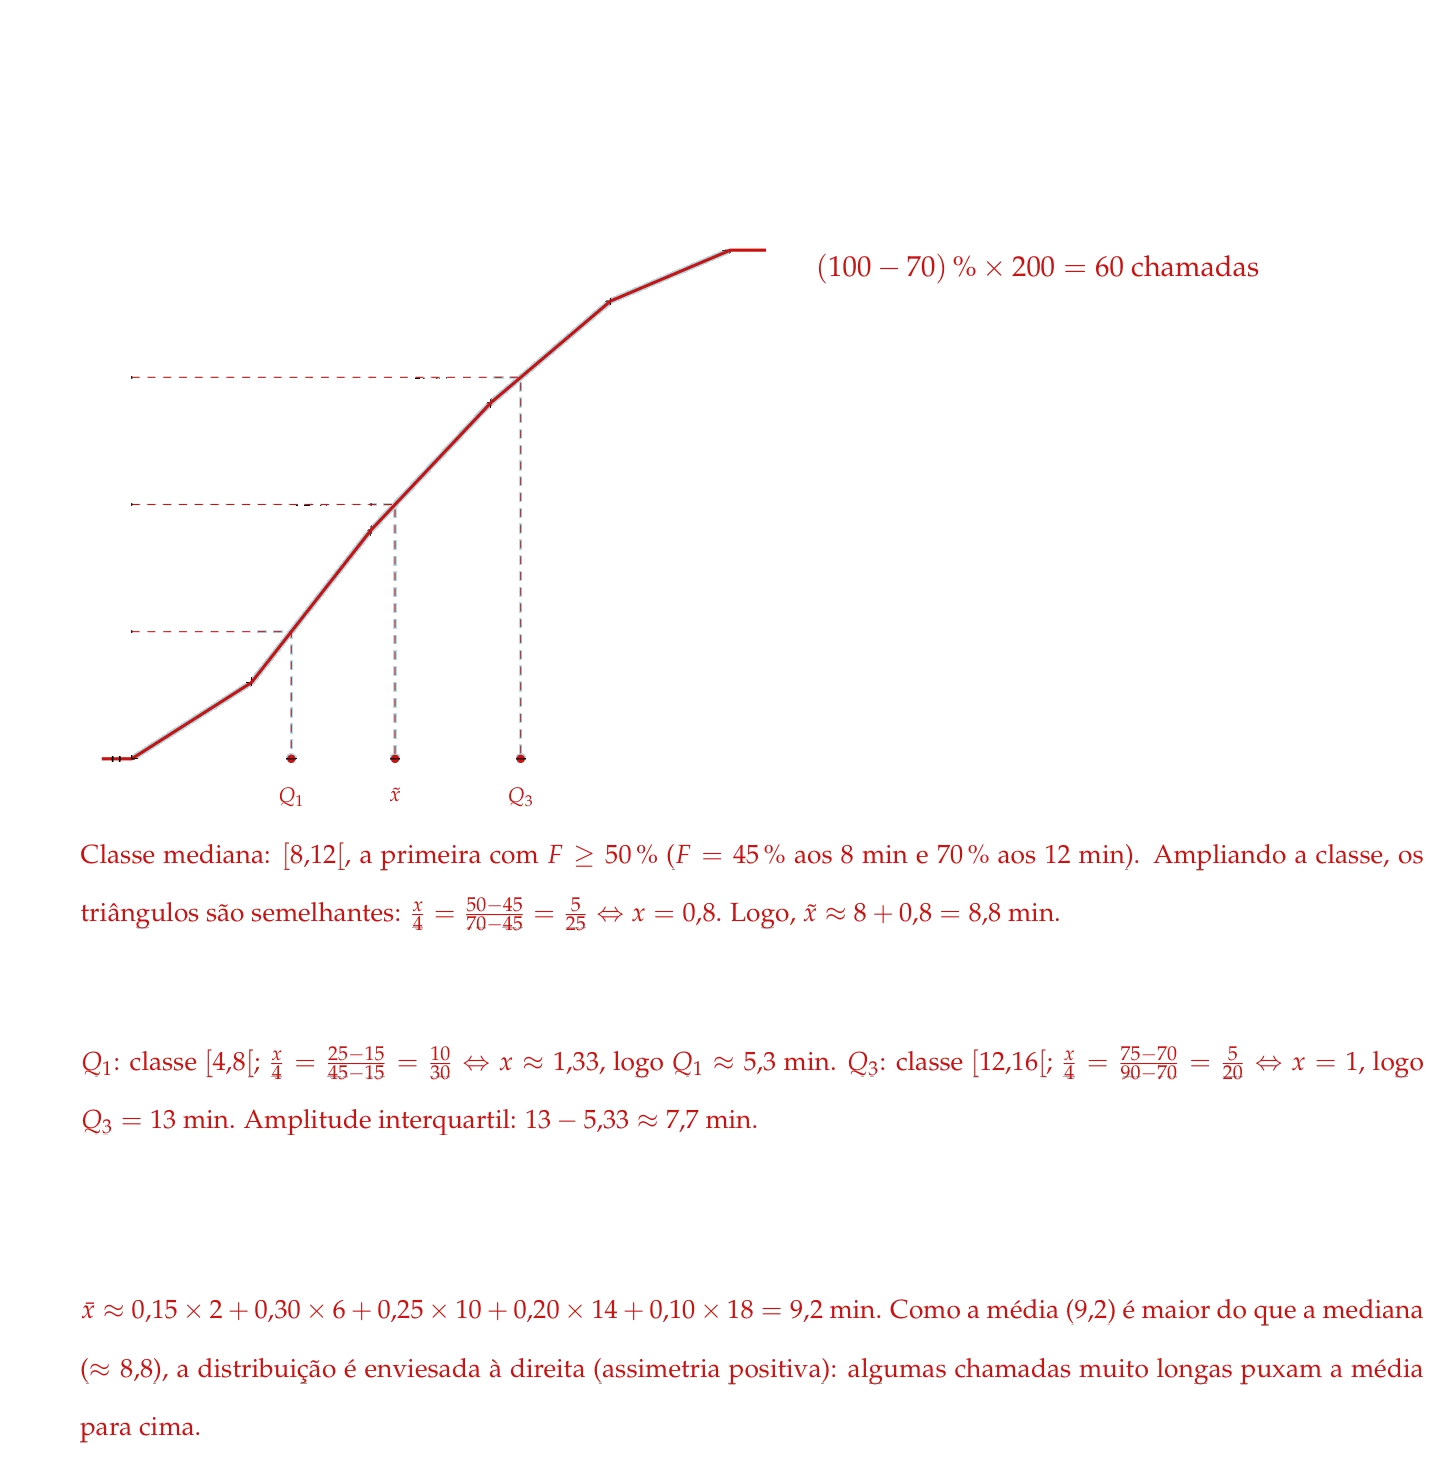 (100 − 70) % × 200 = 60 chamadas
Q₁ x̃ Q₃
Classe mediana: [8,12[, a primeira com F ≥ 50 % (F = 45 % aos 8 min e 70 % aos 12 min). Ampliando a classe, os
triângulos são semelhantes: x/4 = (50−45)/(70−45) = 5/25 ⇔ x = 0,8. Logo, x̃ ≈ 8 + 0,8 = 8,8 min.
Q₁: classe [4,8[; x/4 = (25−15)/(45−15) = 10/30 ⇔ x ≈ 1,33, logo Q₁ ≈ 5,3 min. Q₃: classe [12,16[; x/4 = (75−70)/(90−70) = 5/20 ⇔ x = 1, logo
Q₃ = 13 min. Amplitude interquartil: 13 − 5,33 ≈ 7,7 min.
x̄ ≈ 0,15 × 2 + 0,30 × 6 + 0,25 × 10 + 0,20 × 14 + 0,10 × 18 = 9,2 min. Como a média (9,2) é maior do que a mediana
(≈ 8,8), a distribuição é enviesada à direita (assimetria positiva): algumas chamadas muito longas puxam a média
para cima.